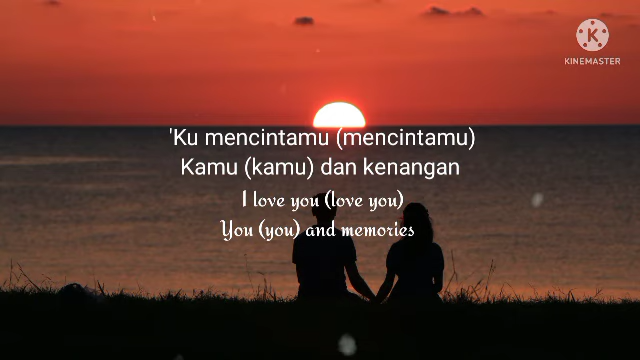 KINEMASTER
'Ku mencintamu (mencintamu)
Kamu (kamu) dan kenangan
I love you (love you)
You (you) and memories